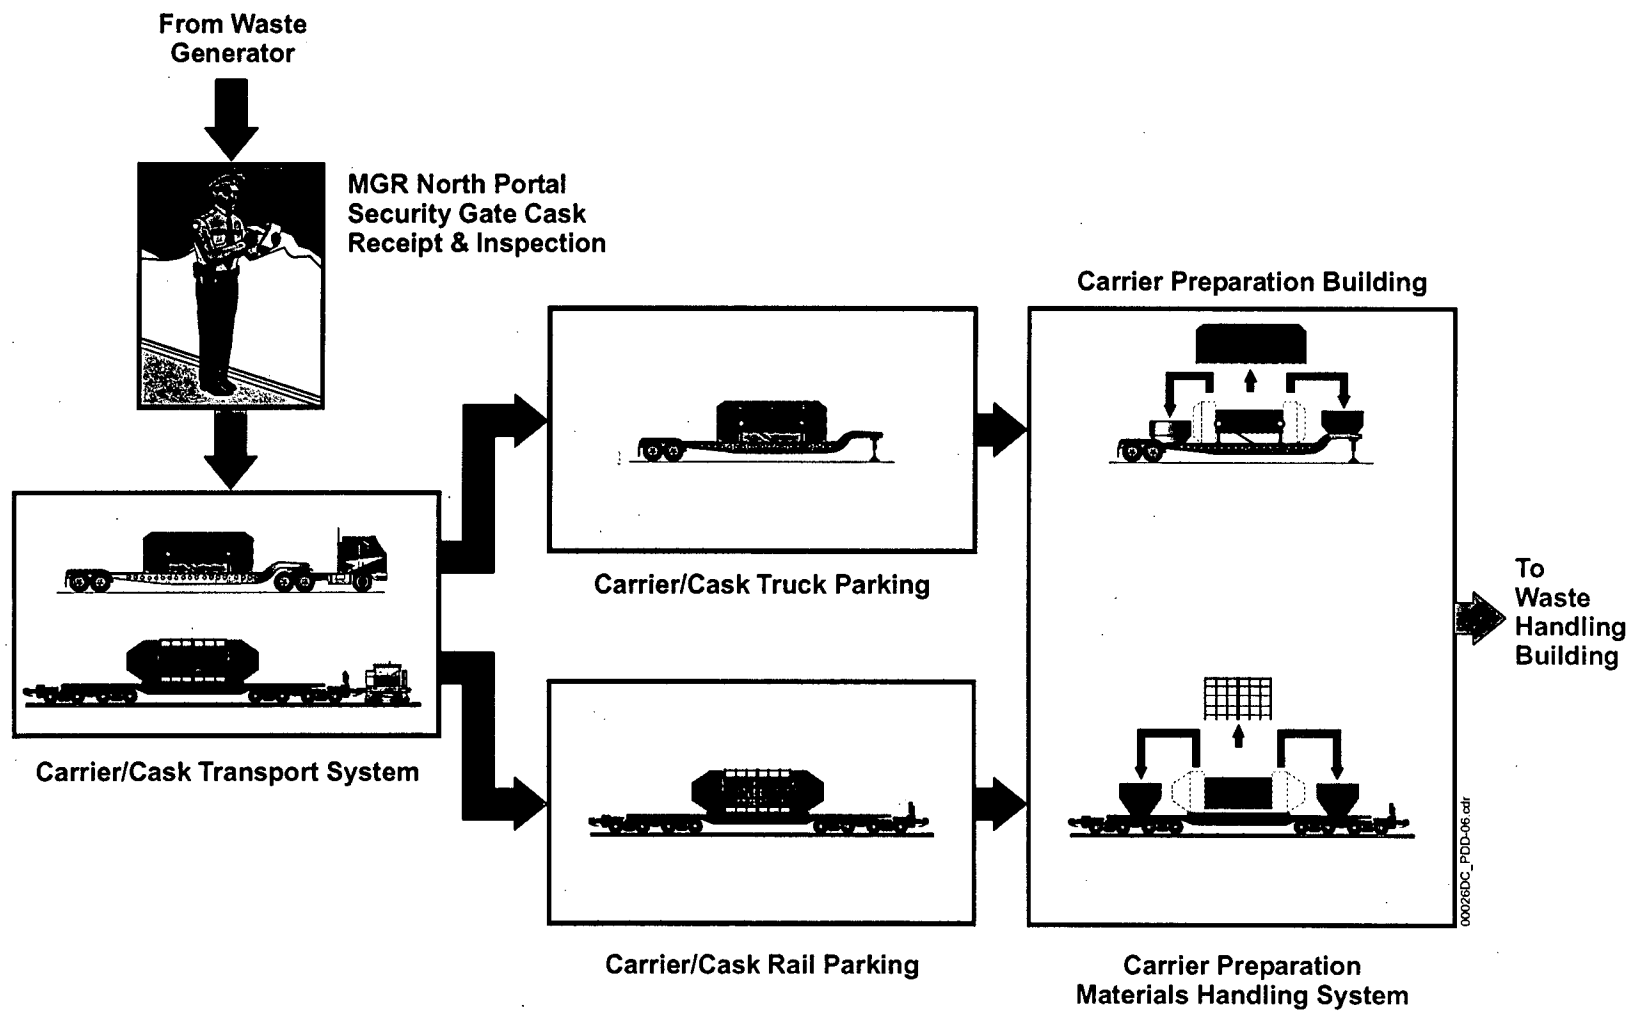 From Waste
Generator
MGR North Portal
Security Gate Cask
Receipt & Inspection
Carrier Preparation Building
Carrier/Cask Truck Parking
To
Waste
Handling
Building
Carrier/Cask Transport System
00026DC_PDD-06.cdr
Carrier/Cask Rail Parking
Carrier Preparation
Materials Handling System